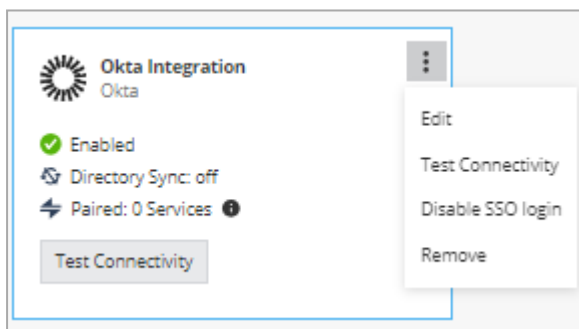 Okta Integration
Okta
Enabled
Directory Sync: off
Paired: 0 Services
Test Connectivity
Edit
Test Connectivity
Disable SSO login
Remove